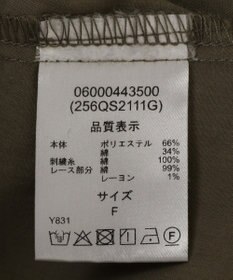 06000443500
(256QS2111G)
品質表示
本体 ポリエステル 66%
綿 34%
刺繍糸 綿 100%
レース部分 綿 99%
レーヨン 1%
サイズ
F
Y831
F